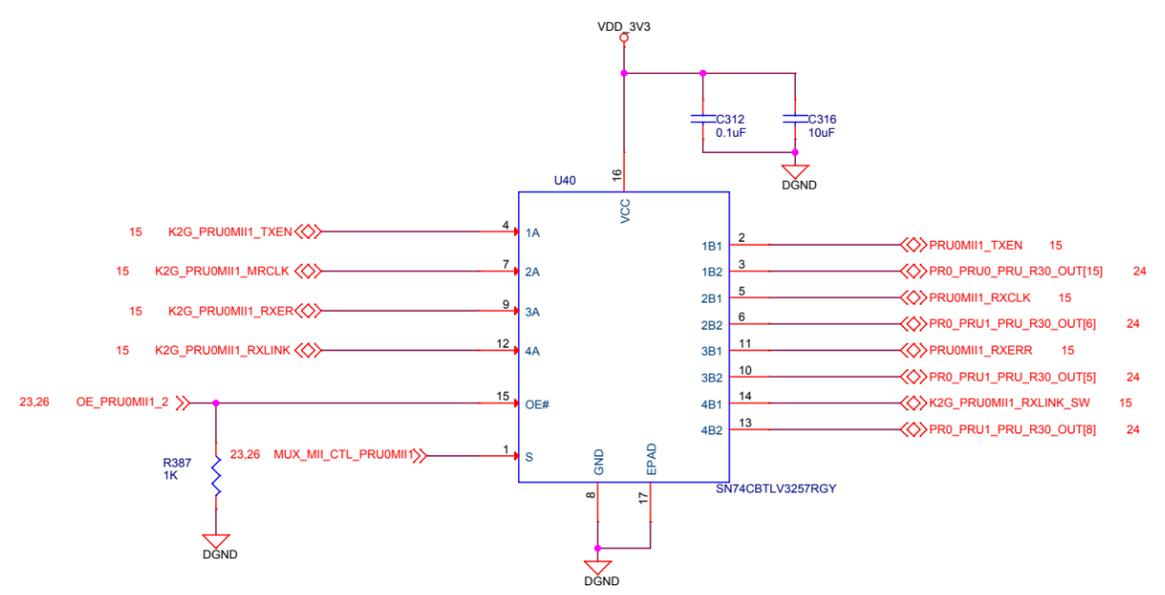 VDD_3V3
C312
0.1uF
C316
10uF
DGND
U40
16
VCC
15 K2G_PRU0MII1_TXEN 4 1A
15 K2G_PRU0MII1_MRCLK 7 2A
15 K2G_PRU0MII1_RXER 9 3A
15 K2G_PRU0MII1_RXLINK 12 4A
23,26 OE_PRU0MII1_2 15 OE#
23,26 MUX_MII_CTL_PRU0MII1 1 S
R387
1K
DGND
1B1 2 PRU0MII1_TXEN 15
1B2 3 PR0_PRU0_PRU_R30_OUT[15] 24
2B1 5 PRU0MII1_RXCLK 15
2B2 6 PR0_PRU1_PRU_R30_OUT[6] 24
3B1 11 PRU0MII1_RXERR 15
3B2 10 PR0_PRU1_PRU_R30_OUT[5] 24
4B1 14 K2G_PRU0MII1_RXLINK_SW 15
4B2 13 PR0_PRU1_PRU_R30_OUT[8] 24
GND
EPAD
8
17
SN74CBTLV3257RGY
DGND